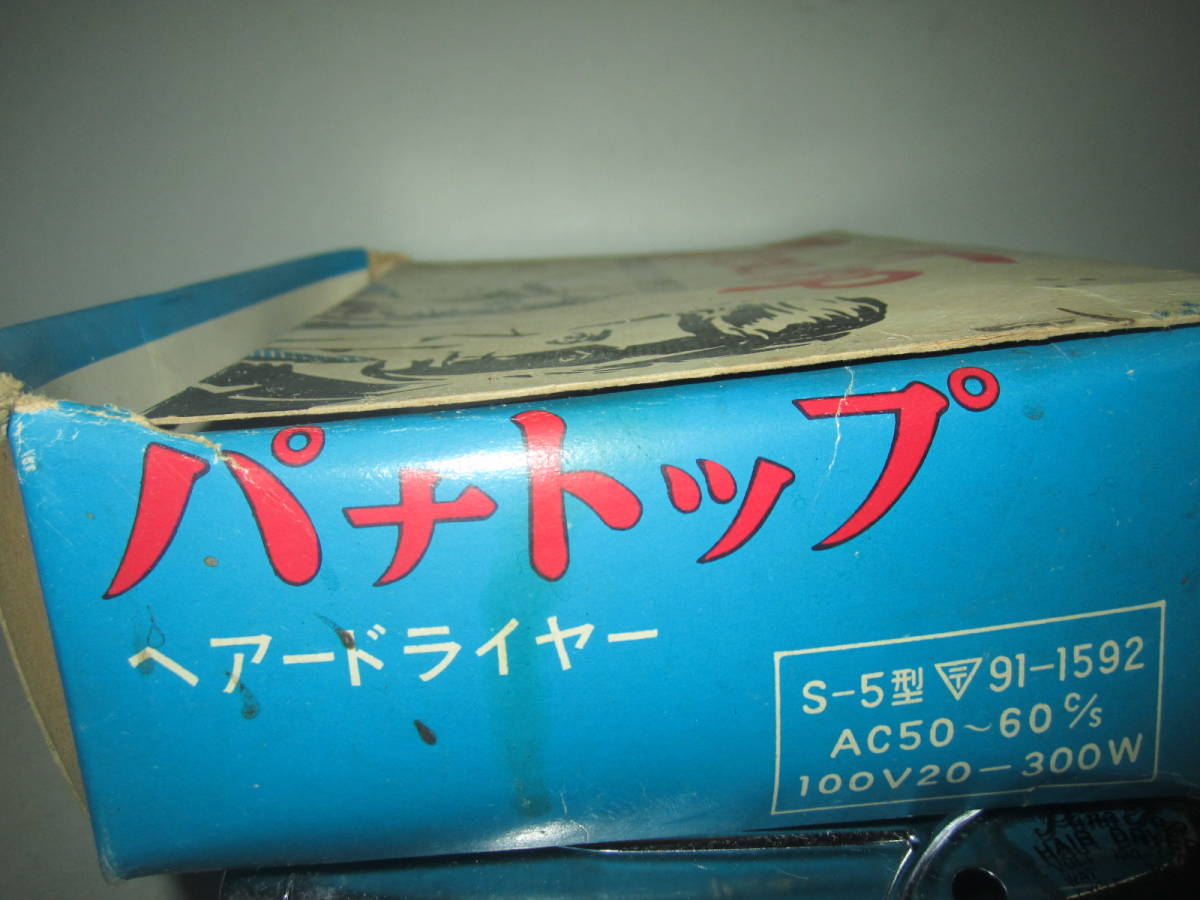 パナトップ
ヘアードライヤー
S-5型 〒 91-1592
AC50～60 c/s
100V20-300W
HAIR